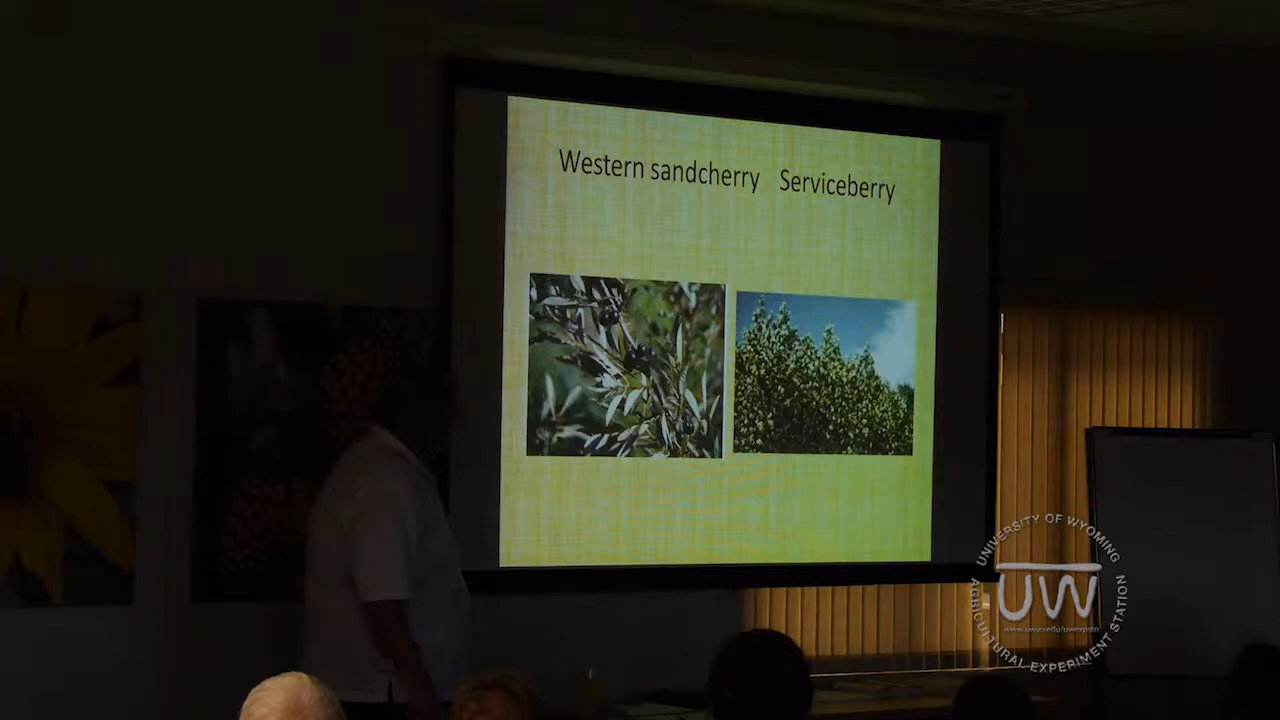 Western sandcherry Serviceberry
UNIVERSITY OF WYOMING
UW
AGRICULTURAL EXPERIMENT STATION